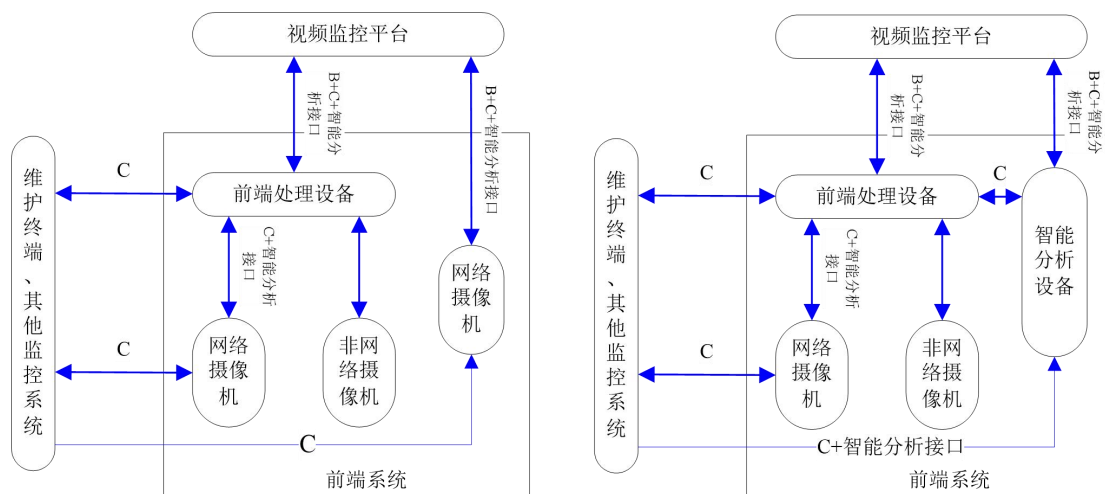 视频监控平台
B+C+智能分
析接口
B+C+智能分析接口
维护终端、其他监控系统
C
前端处理设备
C+智能分析
接口
网络
摄像
机
C
网络
摄像
机
非网
络摄
像机
C
前端系统
视频监控平台
B+C+智能分
析接口
B+C+智能分
析接口
维护终端、其他监控系统
C
前端处理设备
C
智能
分析
设备
C+智能分析
接口
C
网络
摄像
机
非网
络摄
像机
C+智能分析接口
前端系统